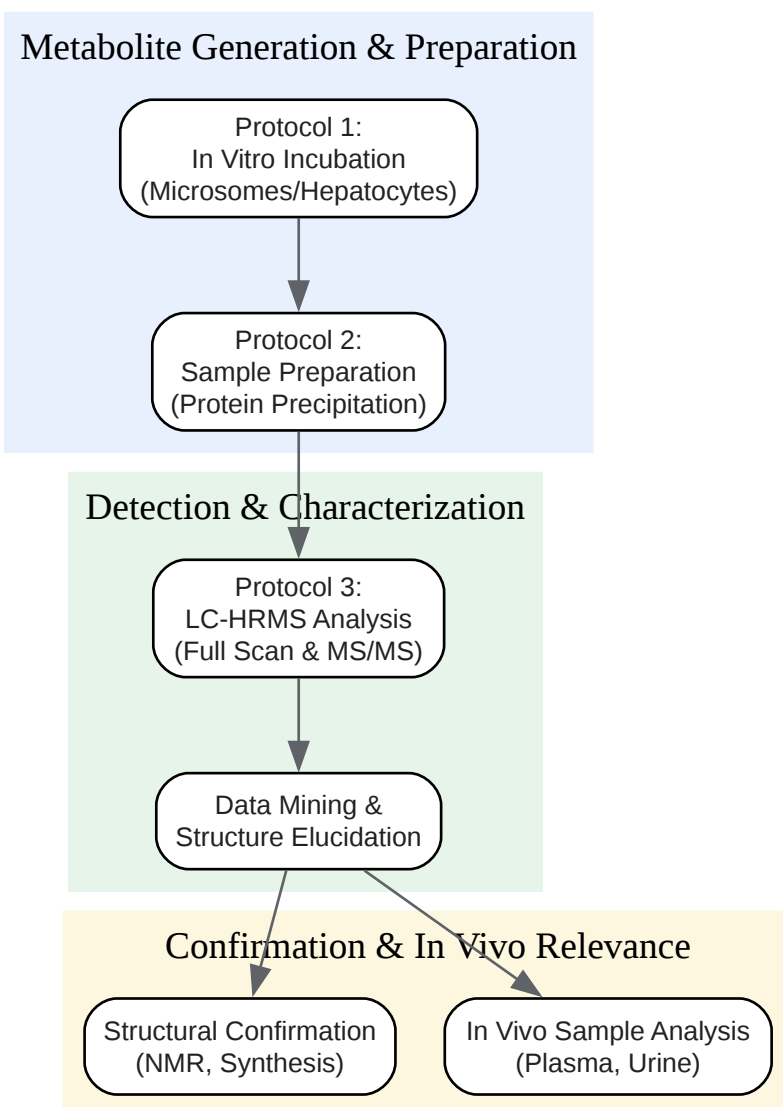 Metabolite Generation & Preparation
Protocol 1:
In Vitro Incubation
(Microsomes/Hepatocytes)
Protocol 2:
Sample Preparation
(Protein Precipitation)
Detection & Characterization
Protocol 3:
LC-HRMS Analysis
(Full Scan & MS/MS)
Data Mining &
Structure Elucidation
Confirmation & In Vivo Relevance
Structural Confirmation
(NMR, Synthesis)
In Vivo Sample Analysis
(Plasma, Urine)